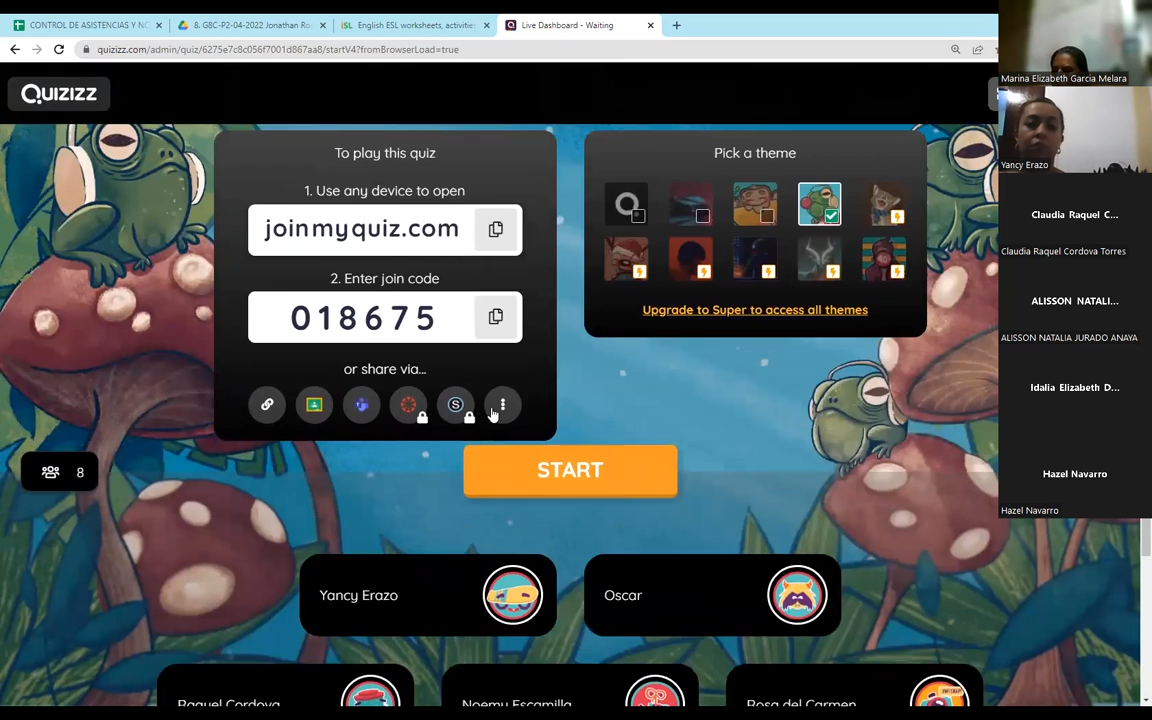 CONTROL DE ASISTENCIAS Y NO
8. G8C-P2-04-2022 Jonathan Ro
iSL English ESL worksheets, activitie
Live Dashboard - Waiting
quizizz.com/admin/quiz/6275e7c8c056f7001d867aa8/startV4?fromBrowserLoad=true
Quizizz
To play this quiz
1. Use any device to open
joinmyquiz.com
2. Enter join code
018675
or share via...
Pick a theme
Upgrade to Super to access all themes
START
8
Yancy Erazo
Oscar
Raquel Cordova
Noemy Escamilla
Rosa del Carmen
Marina Elizabeth Garcia Melara
Yancy Erazo
Claudia Raquel C...
Claudia Raquel Cordova Torres
ALISSON NATALI...
ALISSON NATALIA JURADO ANAYA
Idalia Elizabeth D...
Hazel Navarro
Hazel Navarro